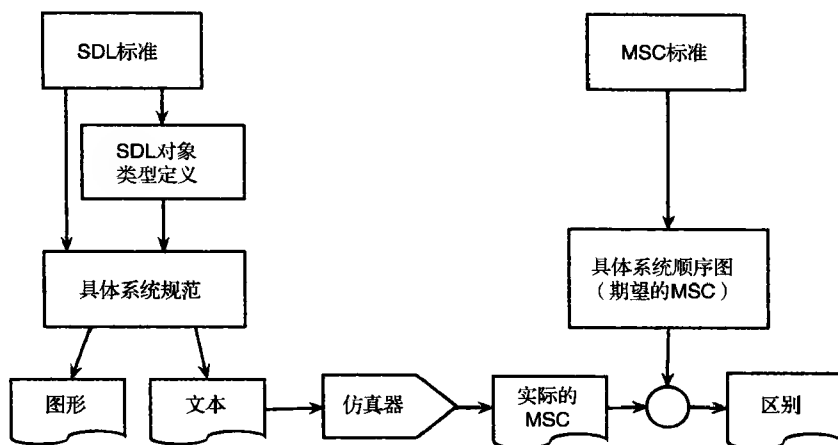 SDL标准
MSC标准
SDL对象
类型定义
具体系统规范
具体系统顺序图
（期望的MSC）
图形
文本
仿真器
实际的
MSC
区别